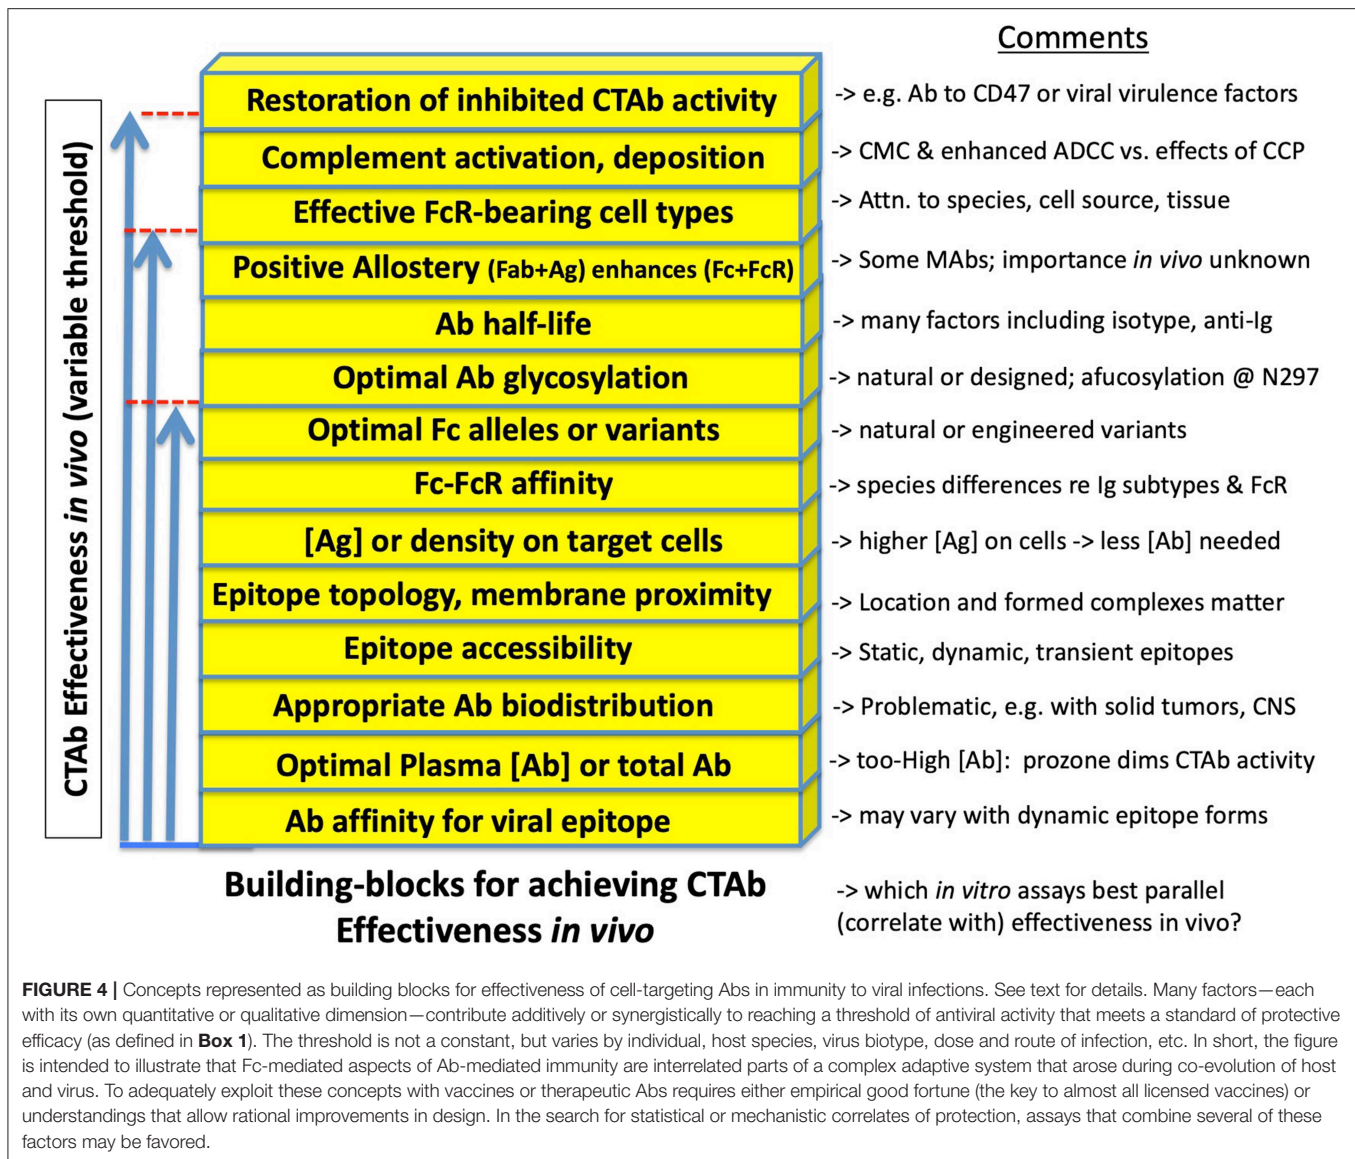 Comments
CTAb Effectiveness in vivo (variable threshold)
Restoration of inhibited CTAb activity
-> e.g. Ab to CD47 or viral virulence factors
Complement activation, deposition
-> CMC & enhanced ADCC vs. effects of CCP
Effective FcR-bearing cell types
-> Attn. to species, cell source, tissue
Positive Allostery (Fab+Ag) enhances (Fc+FcR)
-> Some MAbs; importance in vivo unknown
Ab half-life
-> many factors including isotype, anti-Ig
Optimal Ab glycosylation
-> natural or designed; afucosylation @ N297
Optimal Fc alleles or variants
-> natural or engineered variants
Fc-FcR affinity
-> species differences re Ig subtypes & FcR
[Ag] or density on target cells
-> higher [Ag] on cells -> less [Ab] needed
Epitope topology, membrane proximity
-> Location and formed complexes matter
Epitope accessibility
-> Static, dynamic, transient epitopes
Appropriate Ab biodistribution
-> Problematic, e.g. with solid tumors, CNS
Optimal Plasma [Ab] or total Ab
-> too-High [Ab]: prozone dims CTAb activity
Ab affinity for viral epitope
-> may vary with dynamic epitope forms
Building-blocks for achieving CTAb
Effectiveness in vivo
-> which in vitro assays best parallel
(correlate with) effectiveness in vivo?
FIGURE 4 | Concepts represented as building blocks for effectiveness of cell-targeting Abs in immunity to viral infections. See text for details. Many factors—each
with its own quantitative or qualitative dimension—contribute additively or synergistically to reaching a threshold of antiviral activity that meets a standard of protective
efficacy (as defined in Box 1). The threshold is not a constant, but varies by individual, host species, virus biotype, dose and route of infection, etc. In short, the figure
is intended to illustrate that Fc-mediated aspects of Ab-mediated immunity are interrelated parts of a complex adaptive system that arose during co-evolution of host
and virus. To adequately exploit these concepts with vaccines or therapeutic Abs requires either empirical good fortune (the key to almost all licensed vaccines) or
understandings that allow rational improvements in design. In the search for statistical or mechanistic correlates of protection, assays that combine several of these
factors may be favored.